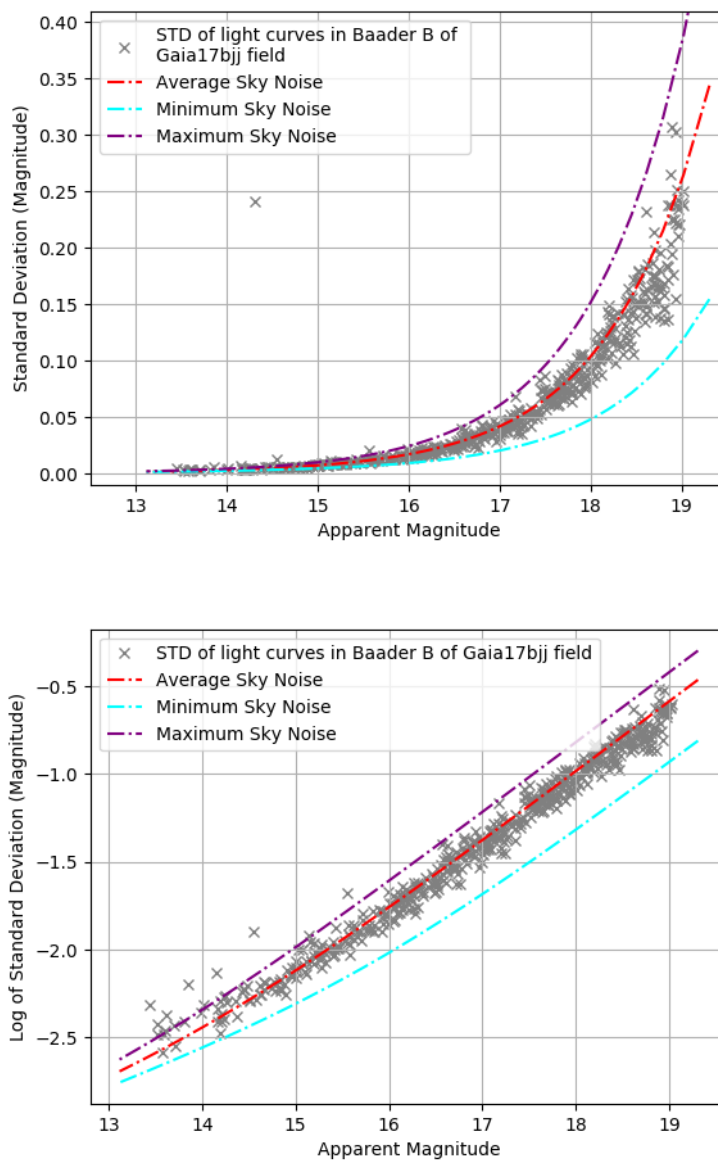 0.40
0.35
0.30
0.25
0.20
0.15
0.10
0.05
0.00
Standard Deviation (Magnitude)
STD of light curves in Baader B of
Gaia17bjj field
Average Sky Noise
Minimum Sky Noise
Maximum Sky Noise
13 14 15 16 17 18 19
Apparent Magnitude
−0.5
−1.0
−1.5
−2.0
−2.5
Log of Standard Deviation (Magnitude)
STD of light curves in Baader B of Gaia17bjj field
Average Sky Noise
Minimum Sky Noise
Maximum Sky Noise
13 14 15 16 17 18 19
Apparent Magnitude